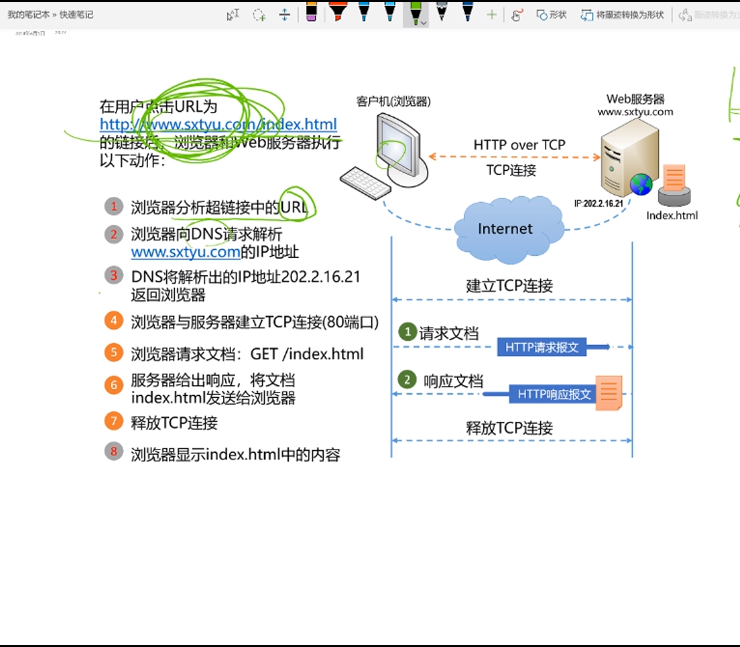 我的笔记本 » 快速笔记
形状
将墨迹转换为形状
在用户点击URL为
http://www.sxtyu.com/index.html
的链接后，浏览器和Web服务器执行
以下动作：
1 浏览器分析超链接中的URL
2 浏览器向DNS请求解析
www.sxtyu.com的IP地址
3 DNS将解析出的IP地址202.2.16.21
返回浏览器
4 浏览器与服务器建立TCP连接(80端口)
5 浏览器请求文档：GET /index.html
6 服务器给出响应，将文档
index.html发送给浏览器
7 释放TCP连接
8 浏览器显示index.html中的内容
客户机(浏览器)
Web服务器
www.sxtyu.com
HTTP over TCP
TCP连接
IP:202.2.16.21
Index.html
Internet
建立TCP连接
1 请求文档
HTTP请求报文
2 响应文档
HTTP响应报文
释放TCP连接